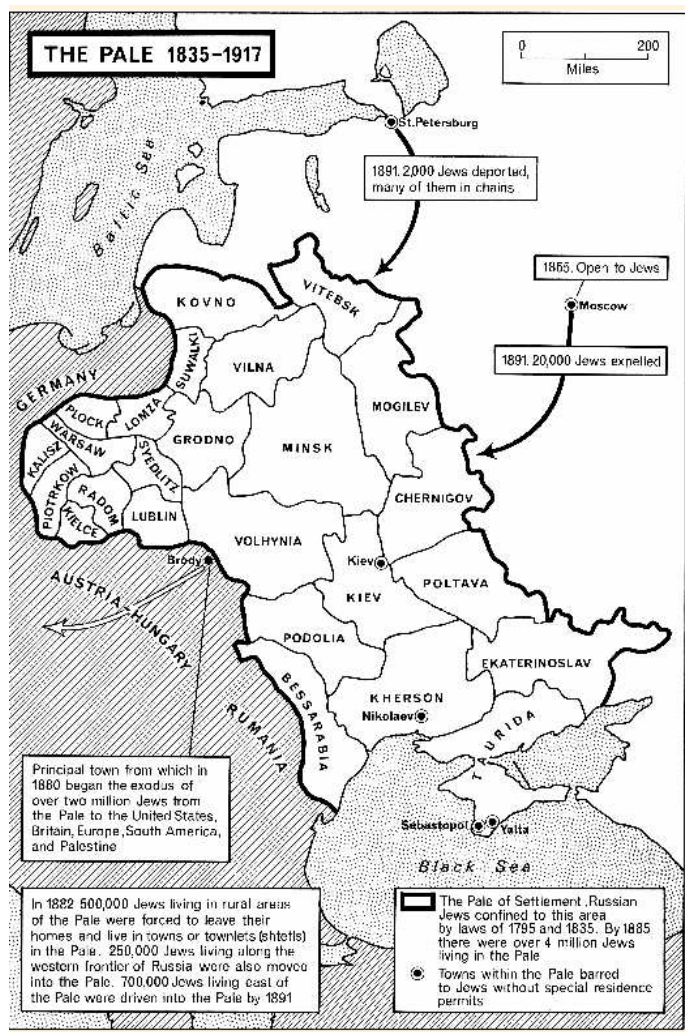 THE PALE 1835–1917
0 200
Miles
St.Petersburg
1891. 2,000 Jews deported,
many of them in chains
Baltic Sea
1855. Open to Jews
Moscow
1891. 20,000 Jews expelled
KOVNO
VITEBSK
SUWALKI
VILNA
GERMANY
MOGILEV
PLOCK
LOMZA
GRODNO
MINSK
WARSAW
KALISZ
SYEDLITZ
PIOTRKOW
RADOM
KIELCE
LUBLIN
CHERNIGOV
VOLHYNIA
Brody
Kiev
KIEV
POLTAVA
AUSTRIA-HUNGARY
PODOLIA
EKATERINOSLAV
BESSARABIA
KHERSON
RUMANIA
Nikolaev
TAURIDA
Principal town from which in
1880 began the exodus of
over two million Jews from
the Pale to the United States,
Britain, Europe, South America,
and Palestine
Sebastopol
Yalta
Black Sea
In 1882 500,000 Jews living in rural areas
of the Pale were forced to leave their
homes and live in towns or townlets (shtetls)
in the Pale. 250,000 Jews living along the
western frontier of Russia were also moved
into the Pale. 700,000 Jews living east of
the Pale were driven into the Pale by 1891
The Pale of Settlement. Russian
Jews confined to this area
by laws of 1795 and 1835. By 1885
there were over 4 million Jews
living in the Pale
Towns within the Pale barred
to Jews without special residence
permits